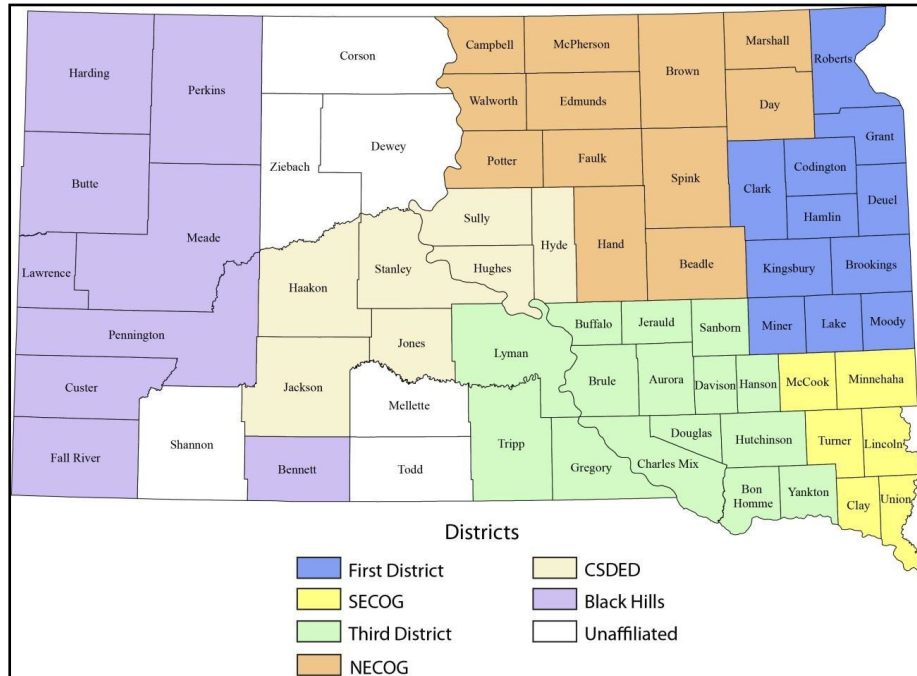 Harding
Perkins
Corson
Campbell
McPherson
Brown
Marshall
Roberts
Walworth
Edmunds
Day
Grant
Butte
Ziebach
Dewey
Potter
Faulk
Spink
Clark
Codington
Deuel
Hamlin
Meade
Sully
Hyde
Hand
Lawrence
Stanley
Hughes
Beadle
Kingsbury
Brookings
Haakon
Pennington
Jones
Lyman
Buffalo
Jerauld
Sanborn
Miner
Lake
Moody
Custer
Jackson
Mellette
Brule
Aurora
Davison
Hanson
McCook
Minnehaha
Fall River
Shannon
Bennett
Todd
Tripp
Gregory
Douglas
Charles Mix
Hutchinson
Turner
Lincoln
Bon
Homme
Yankton
Clay
Union
Districts
First District
SECOG
Third District
NECOG
CSDED
Black Hills
Unaffiliated